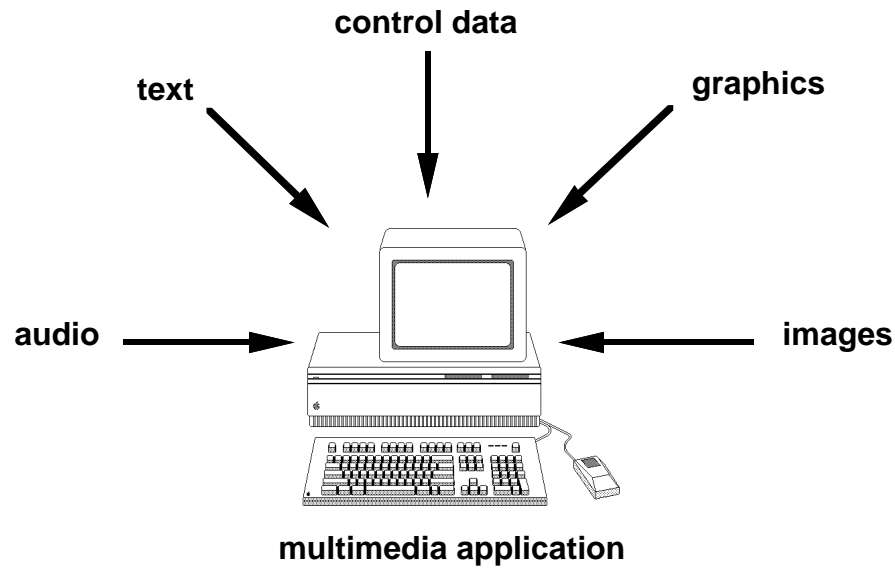 control data
text
graphics
audio
images
multimedia application